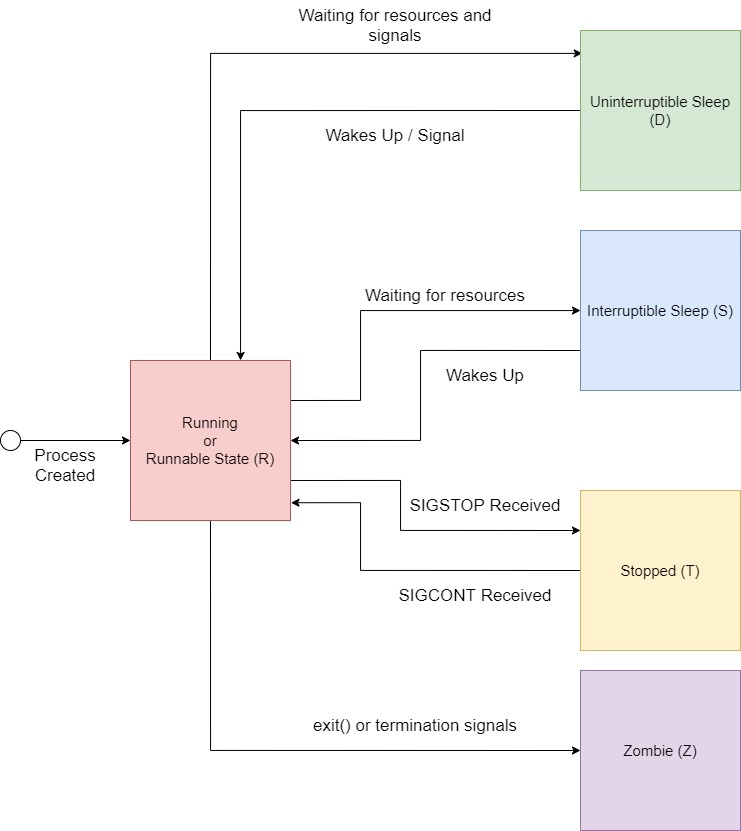 Waiting for resources and
signals
Uninterruptible Sleep
(D)
Wakes Up / Signal
Waiting for resources
Interruptible Sleep (S)
Wakes Up
Running
or
Runnable State (R)
Process
Created
SIGSTOP Received
Stopped (T)
SIGCONT Received
exit() or termination signals
Zombie (Z)